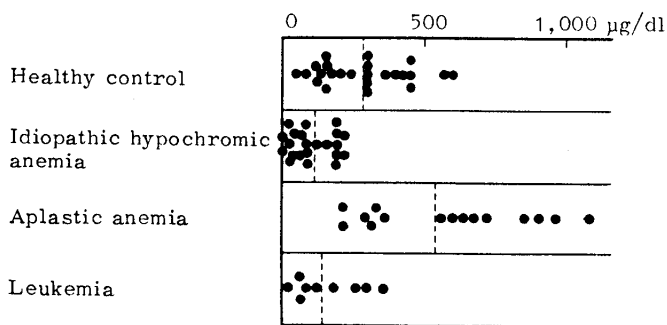 0 500 1,000 μg/dl
Healthy control
Idiopathic hypochromic
anemia
Aplastic anemia
Leukemia